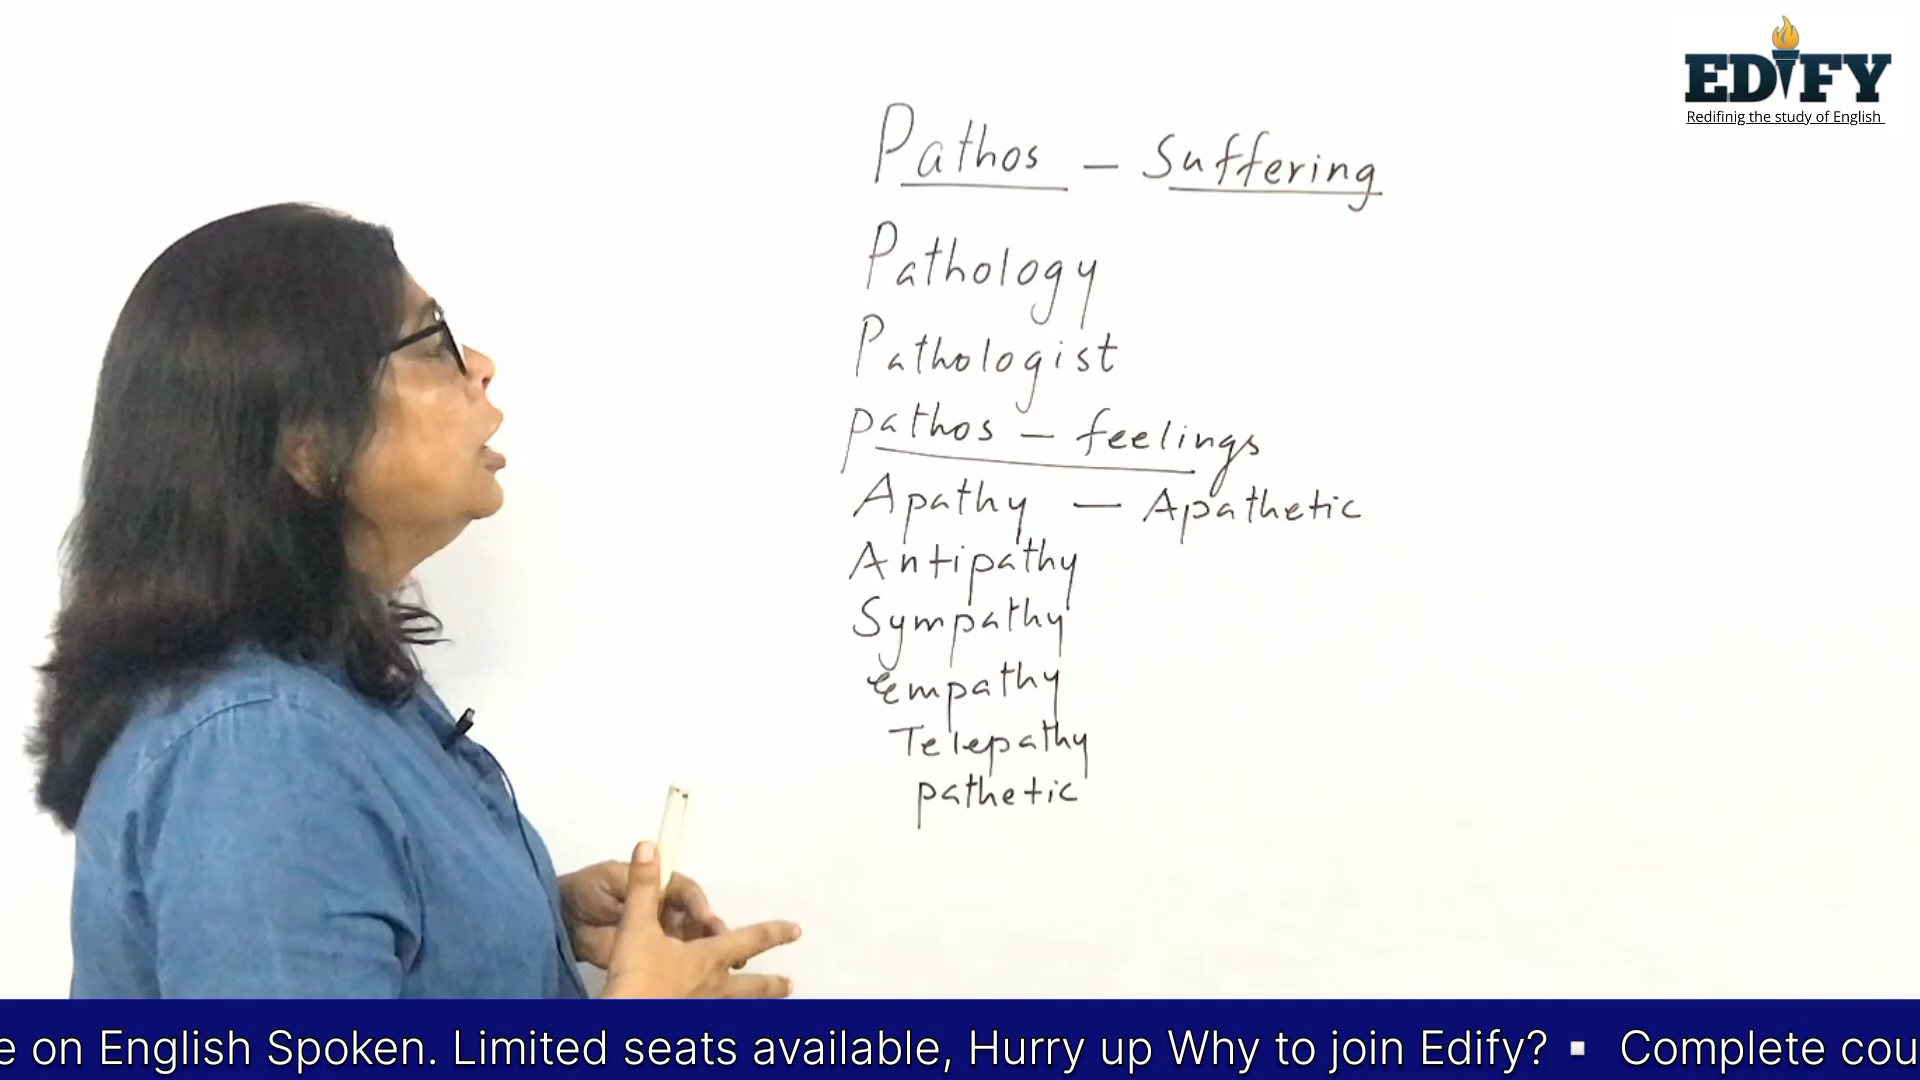 EDIFY
Redifinig the study of English
Pathos – Suffering
Pathology
Pathologist
pathos – feelings
Apathy – Apathetic
Antipathy
Sympathy
Empathy
Telepathy
pathetic
e on English Spoken. Limited seats available, Hurry up Why to join Edify? ▪ Complete cou